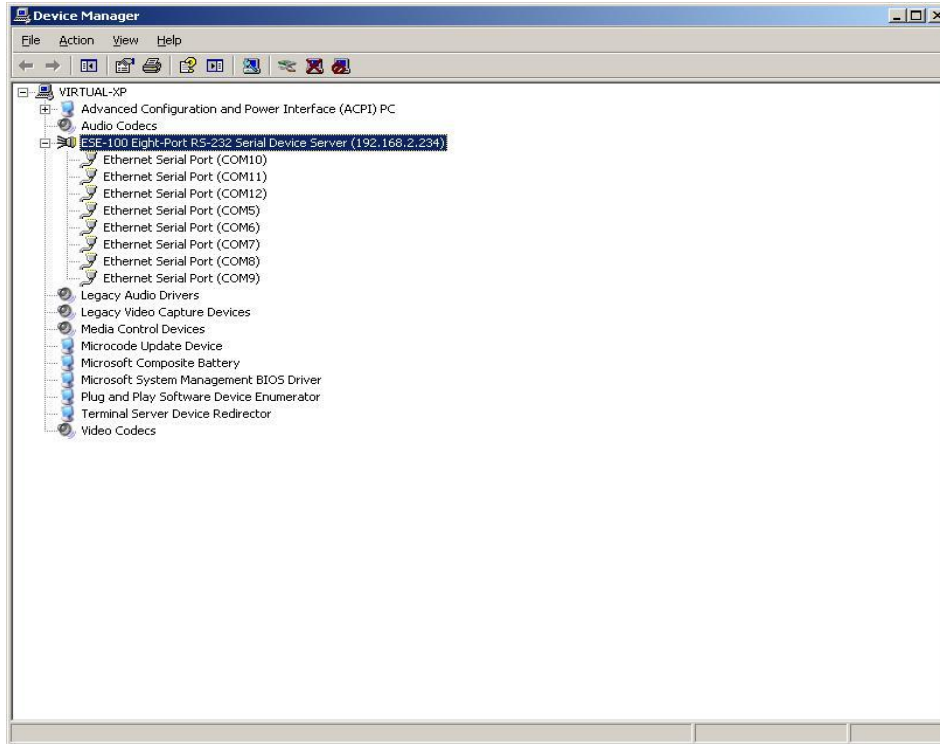 Device Manager
File Action View Help
VIRTUAL-XP
Advanced Configuration and Power Interface (ACPI) PC
Audio Codecs
ESE-100 Eight-Port RS-232 Serial Device Server (192.168.2.234)
Ethernet Serial Port (COM10)
Ethernet Serial Port (COM11)
Ethernet Serial Port (COM12)
Ethernet Serial Port (COM5)
Ethernet Serial Port (COM6)
Ethernet Serial Port (COM7)
Ethernet Serial Port (COM8)
Ethernet Serial Port (COM9)
Legacy Audio Drivers
Legacy Video Capture Devices
Media Control Devices
Microcode Update Device
Microsoft Composite Battery
Microsoft System Management BIOS Driver
Plug and Play Software Device Enumerator
Terminal Server Device Redirector
Video Codecs